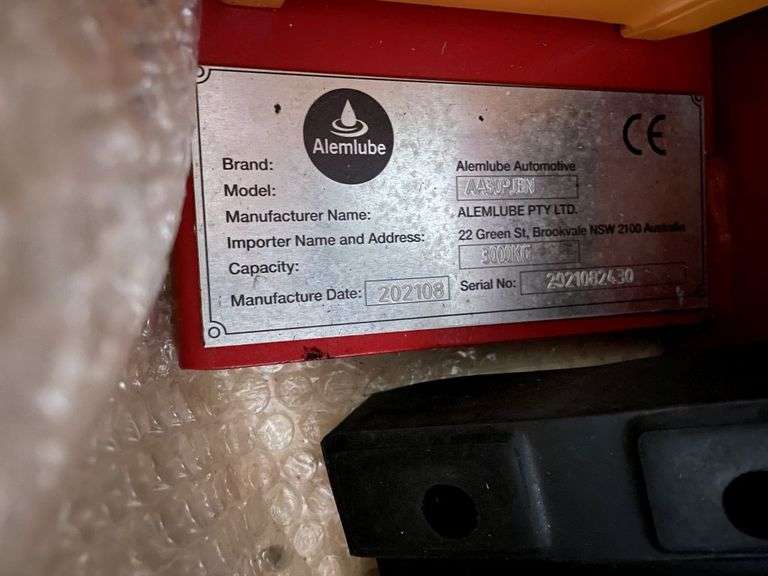 Alemlube
CE
Brand: Alemlube Automotive
Model:
Manufacturer Name: ALEMLUBE PTY LTD.
Importer Name and Address: 22 Green St, Brookvale NSW 2100 Australia
Capacity: 3000KG
Manufacture Date: 202108 Serial No: 2021082430